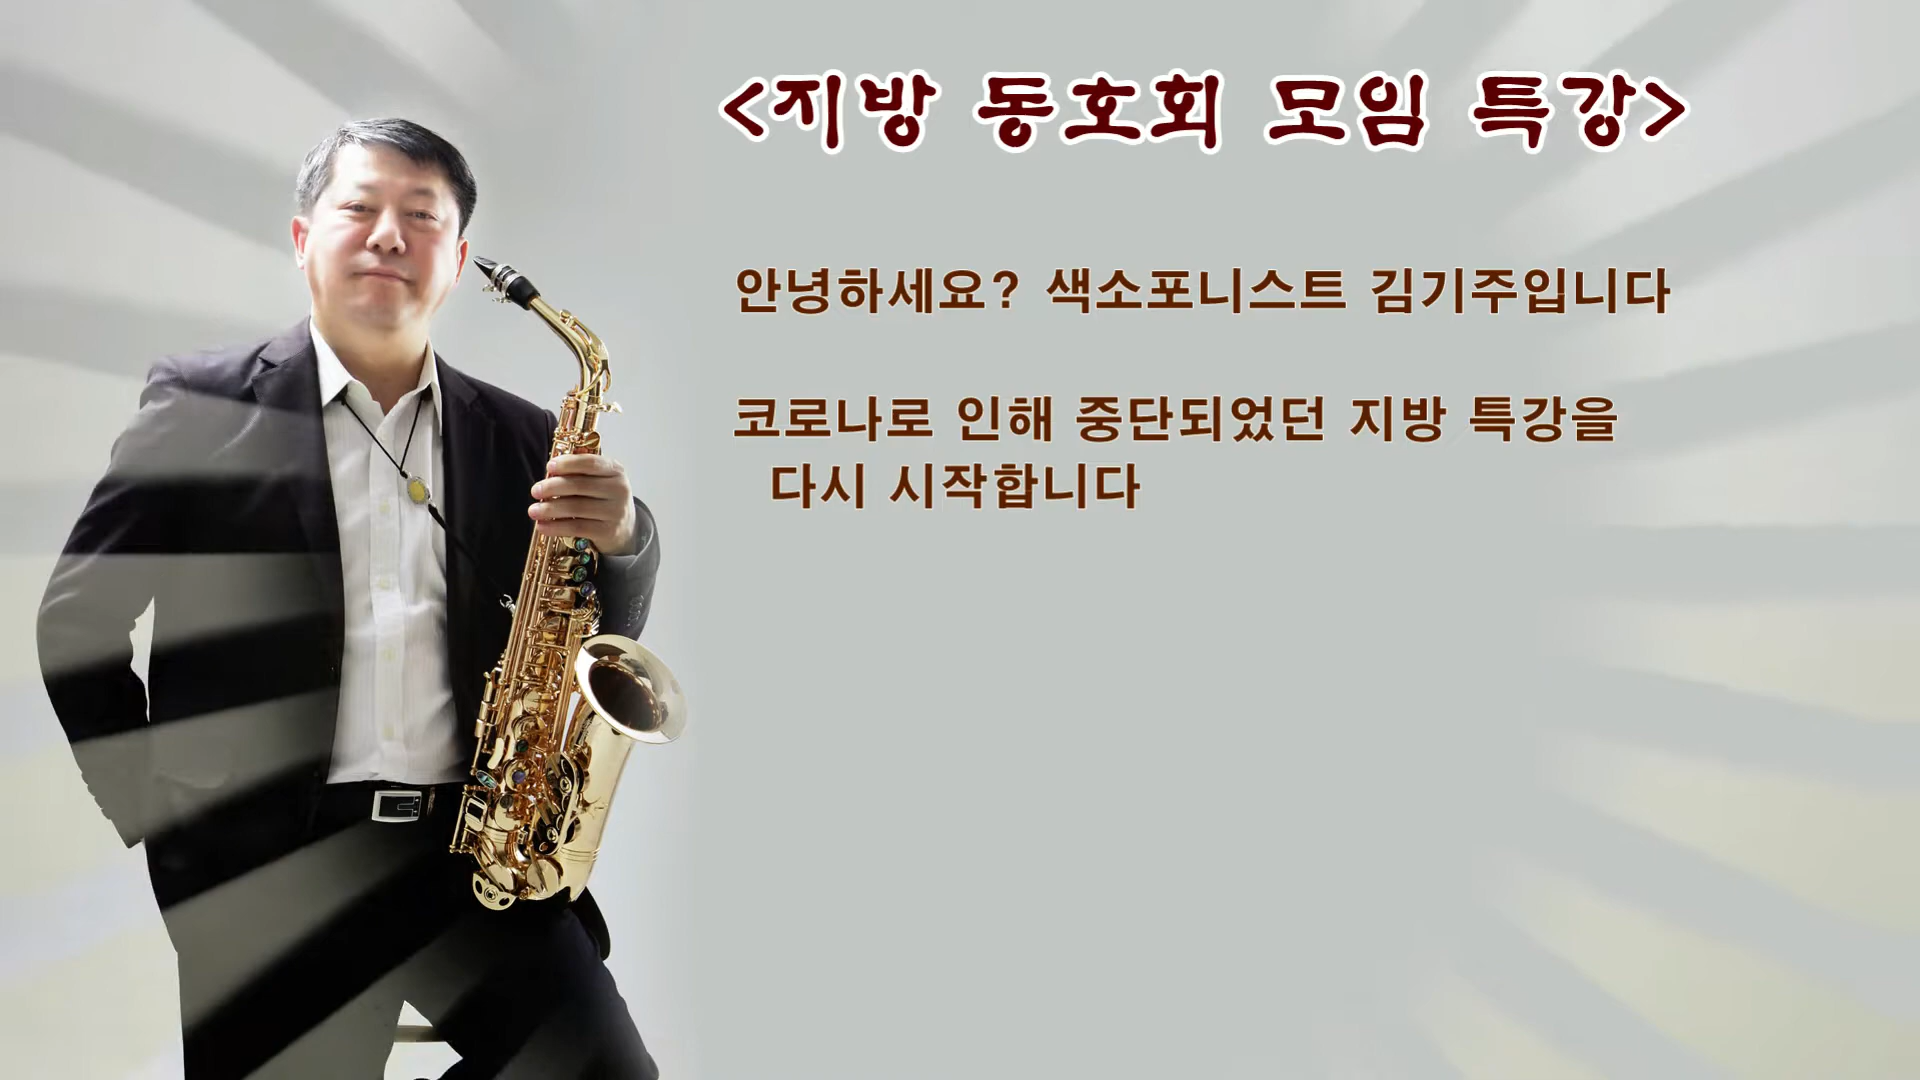 <지방 동호회 모임 특강>
안녕하세요? 색소포니스트 김기주입니다
코로나로 인해 중단되었던 지방 특강을
다시 시작합니다